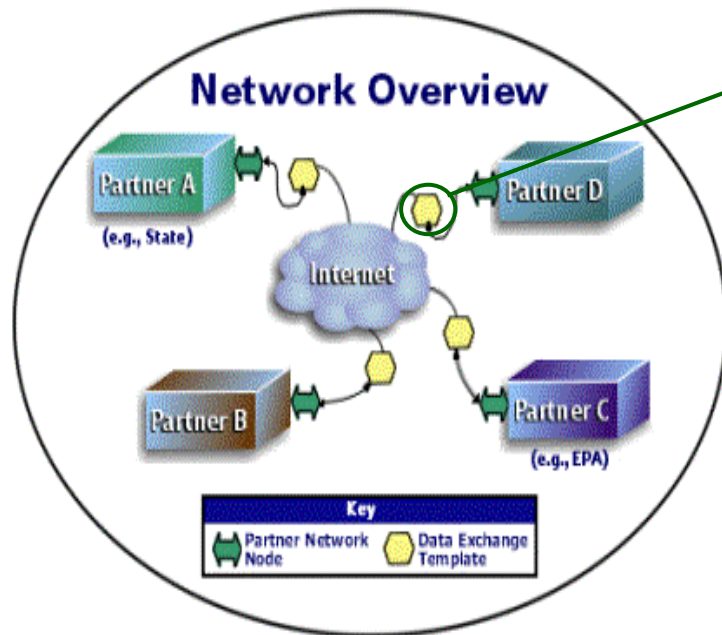 Network Overview
Partner A
(e.g., State)
Partner D
Internet
Partner B
Partner C
(e.g., EPA)
Key
Partner Network
Node
Data Exchange
Template